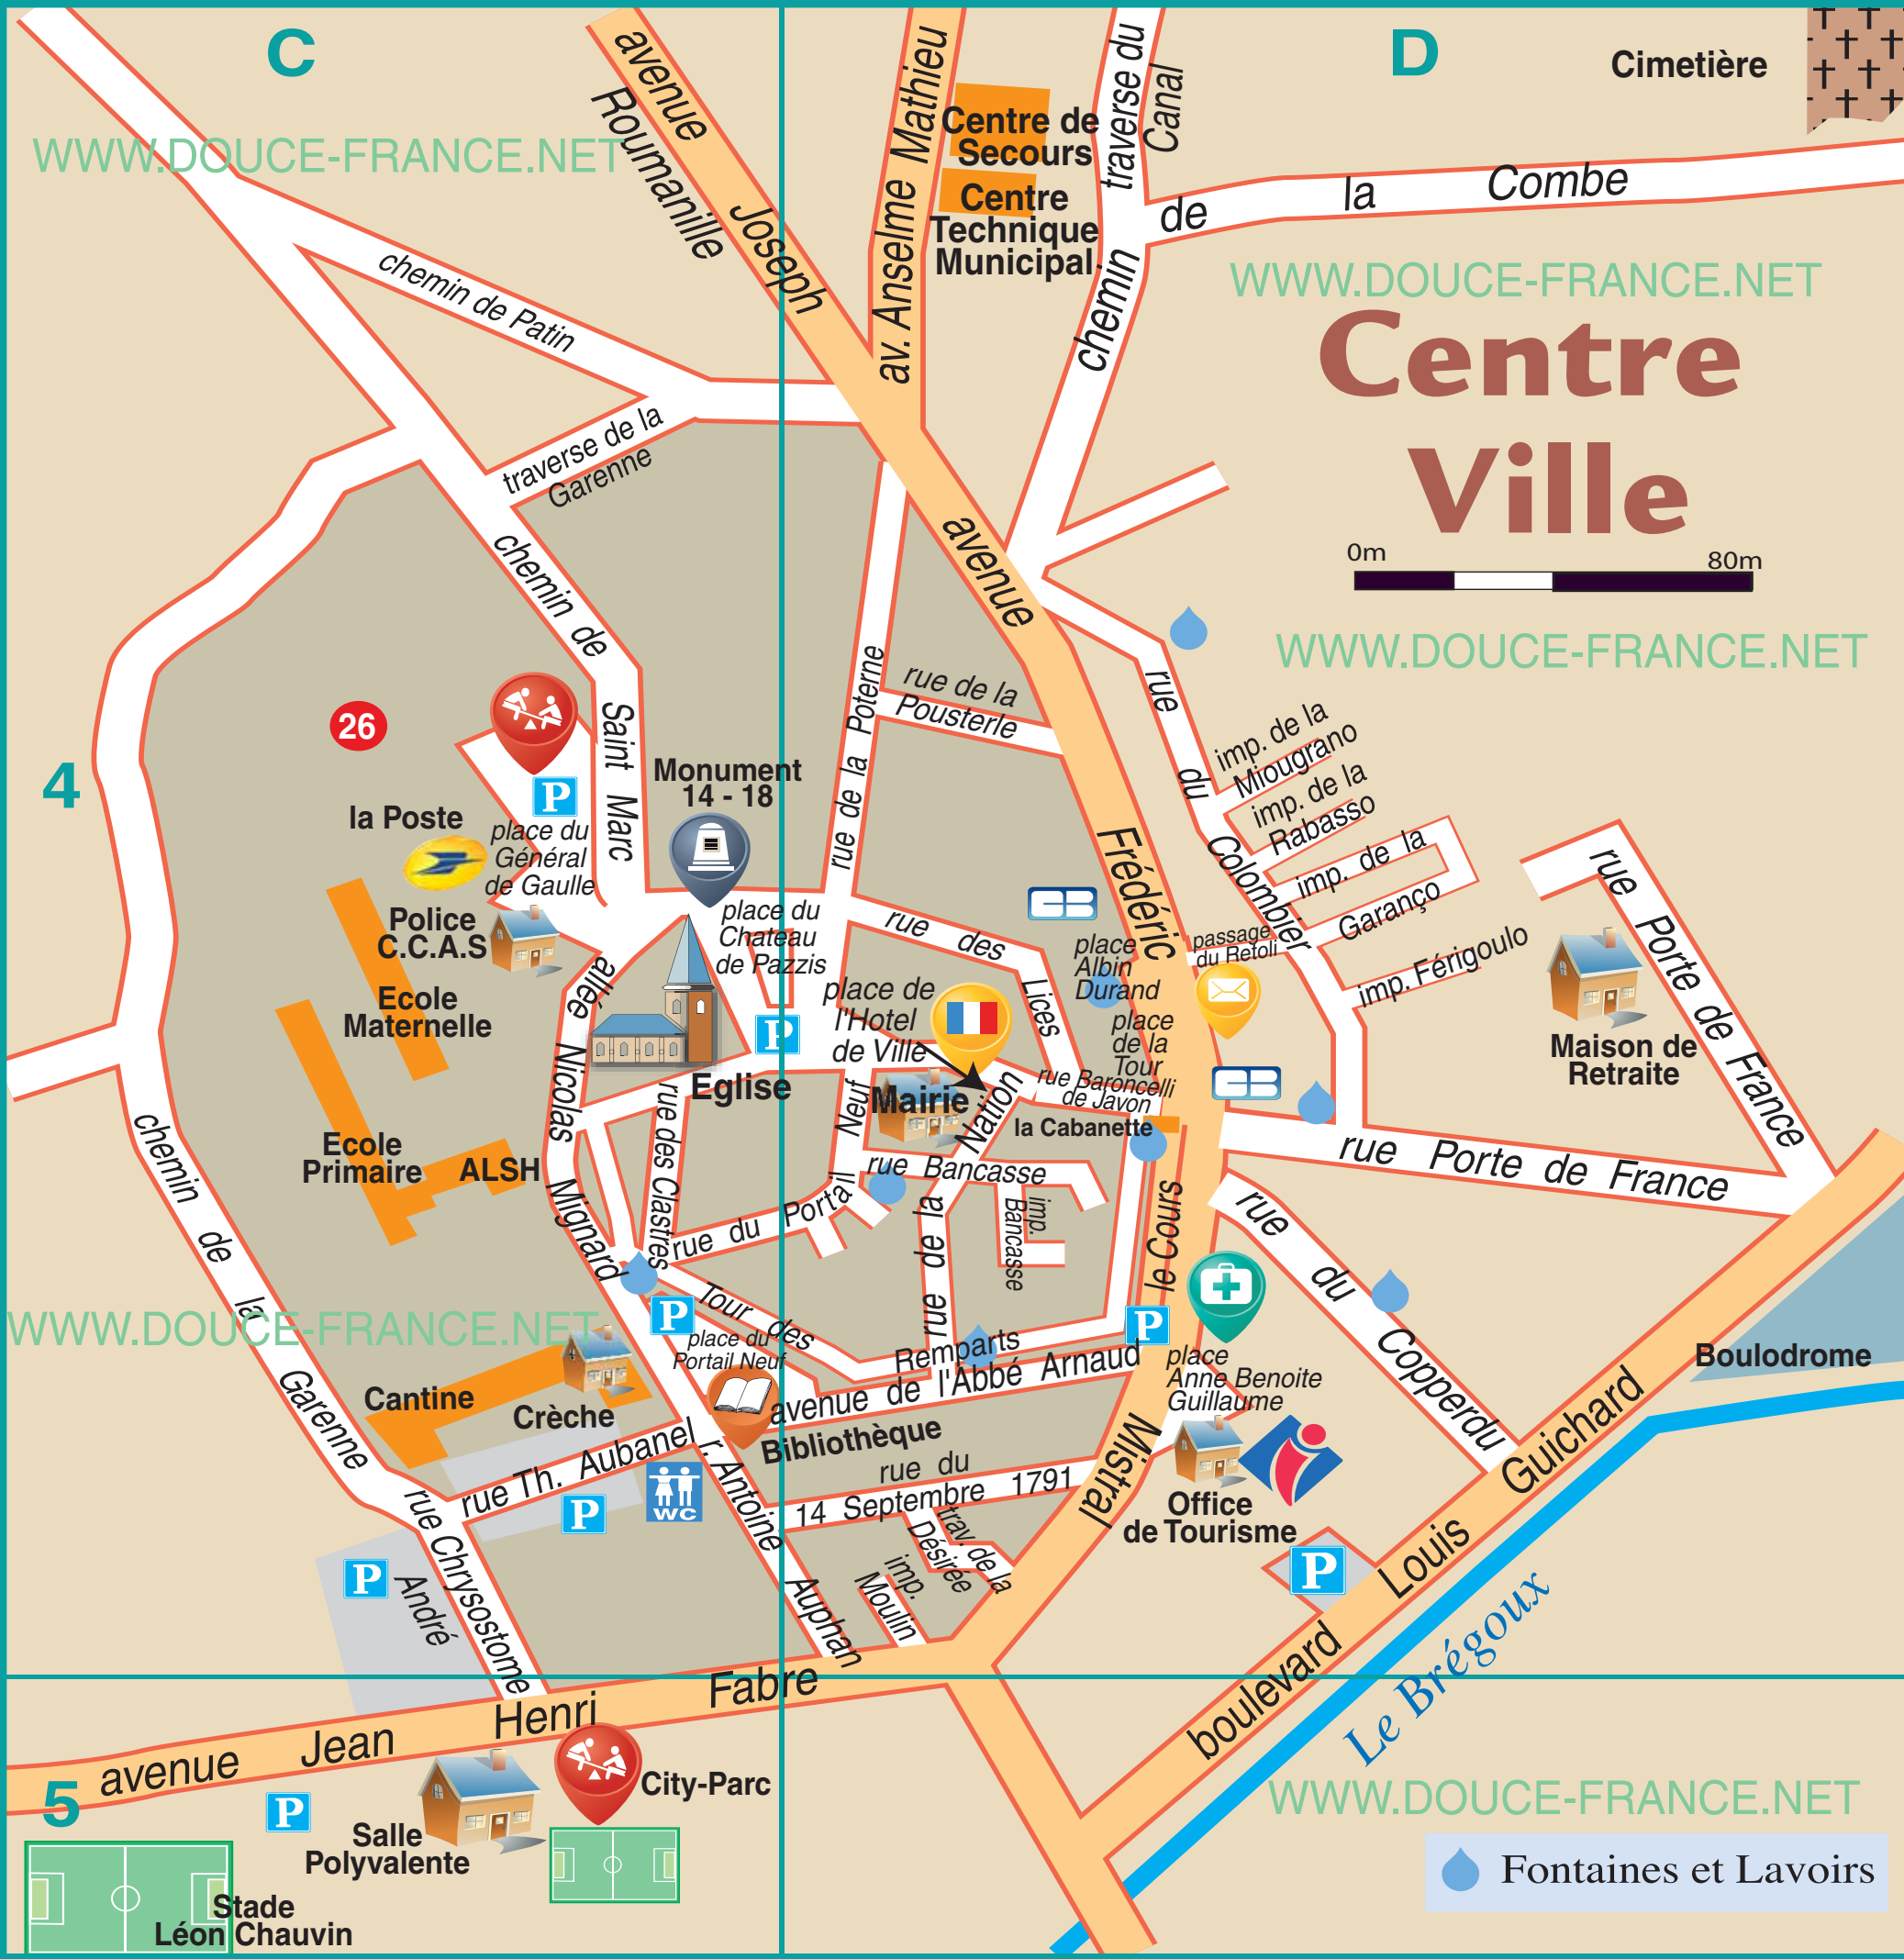 C
D
Cimetière
avenue
Joseph
Roumanille
av. Anselme Mathieu
traverse du
Canal
Centre de
Secours
Centre
Technique
Municipal
chemin
de
la
Combe
WWW.DOUCE-FRANCE.NET
WWW.DOUCE-FRANCE.NET
Centre
Ville
0m
80m
WWW.DOUCE-FRANCE.NET
chemin de Patin
traverse de la
Garenne
chemin de
Saint Marc
avenue
Frédéric
Mistral
rue de la Poterne
rue de la
Pousterle
4
26
P
la Poste
place du
Général
de Gaulle
Police
C.C.A.S
Monument
14 - 18
place du
Chateau
de Pazzis
Ecole
Maternelle
Ecole
Primaire
ALSH
allée
Nicolas
Mignard
Eglise
P
rue des
Lices
place de
l'Hotel
de Ville
Mairie
CB
place
Albin
Durand
place
de la
Tour
passage
du Retoli
rue
du
Colombier
imp. de la
Miougrano
imp. de la
Rabasso
imp. de la
Garanço
imp. Férigoulo
Maison de
Retraite
rue Porte de France
CB
rue Baroncelli
de Javon
la Cabanette
rue Porte de France
rue des Clastres
rue du Portail
Neuf
rue Bancasse
imp.
Bancasse
rue de la
Nation
le Cours
rue
du
Copperdu
chemin de la
Garenne
WWW.DOUCE-FRANCE.NET
Cantine
Crèche
P
Tour des
Remparts
place du
Portail Neuf
avenue de l'Abbé Arnaud
P
place
Anne Benoite
Guillaume
Bibliothèque
Boulodrome
rue Th. Aubanel
P
WC
r. Antoine
Auphan
rue du
14 Septembre 1791
trav. de la
Désirée
imp.
Moulin
Office
de Tourisme
P
boulevard
Louis
Guichard
Le Brégoux
rue Chrysostome
André
P
avenue Jean Henri Fabre
5
P
Salle
Polyvalente
City-Parc
Stade
Léon Chauvin
WWW.DOUCE-FRANCE.NET
Fontaines et Lavoirs